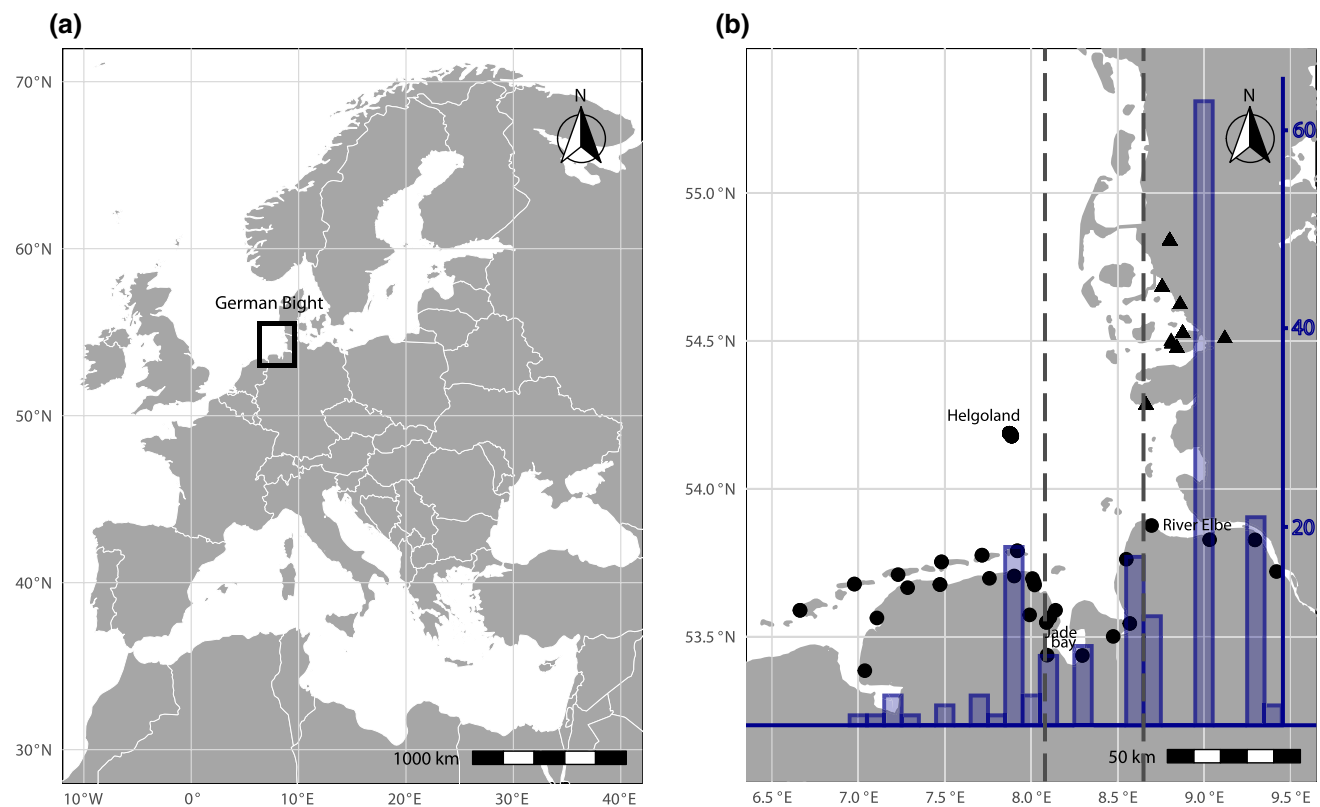 (a)
(b)
N
N
70°N
60°N
50°N
40°N
30°N
German Bight
1000 km
10°W
0°
10°E
20°E
30°E
40°E
55.0°N
54.5°N
54.0°N
53.5°N
60
40
20
Helgoland
River Elbe
Jade
bay
50 km
6.5°E
7.0°E
7.5°E
8.0°E
8.5°E
9.0°E
9.5°E